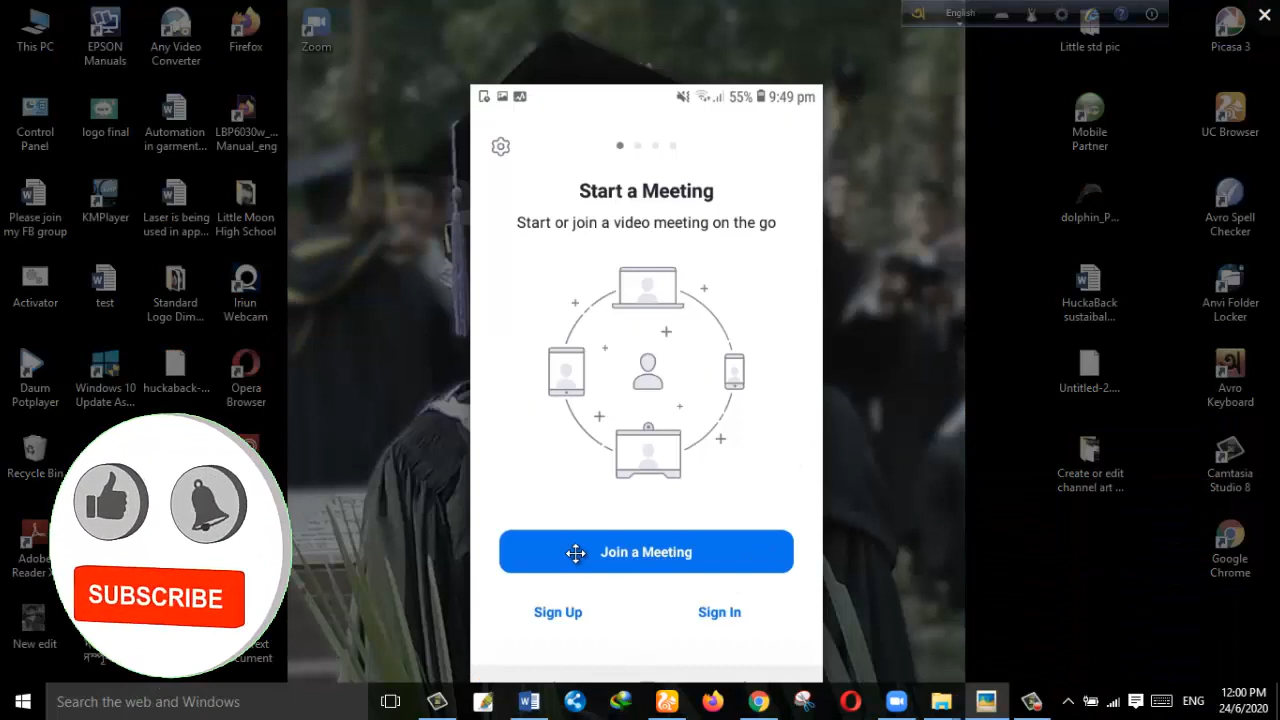 This PC
EPSON
Manuals
Any Video
Converter
Firefox
Zoom
English
Little std pic
Picasa 3
Control
Panel
logo final
Automation
in garment...
LBP6030w_...
Manual_eng
Mobile
Partner
UC Browser
Please join
my FB group
KMPlayer
Laser is being
used in app...
Little Moon
High School
dolphin_P...
Avro Spell
Checker
Activator
test
Standard
Logo Dim...
Iriun
Webcam
HuckaBack
sustaibal...
Anvi Folder
Locker
Daum
Potplayer
Windows 10
Update As...
huckaback-...
Opera
Browser
Untitled-2....
Avro
Keyboard
Recycle Bin
Create or edit
channel art ...
Camtasia
Studio 8
Adobe
Reader X
Google
Chrome
New edit
55% 9:49 pm
Start a Meeting
Start or join a video meeting on the go
Join a Meeting
Sign Up Sign In
SUBSCRIBE
Search the web and Windows
ENG
12:00 PM
24/6/2020